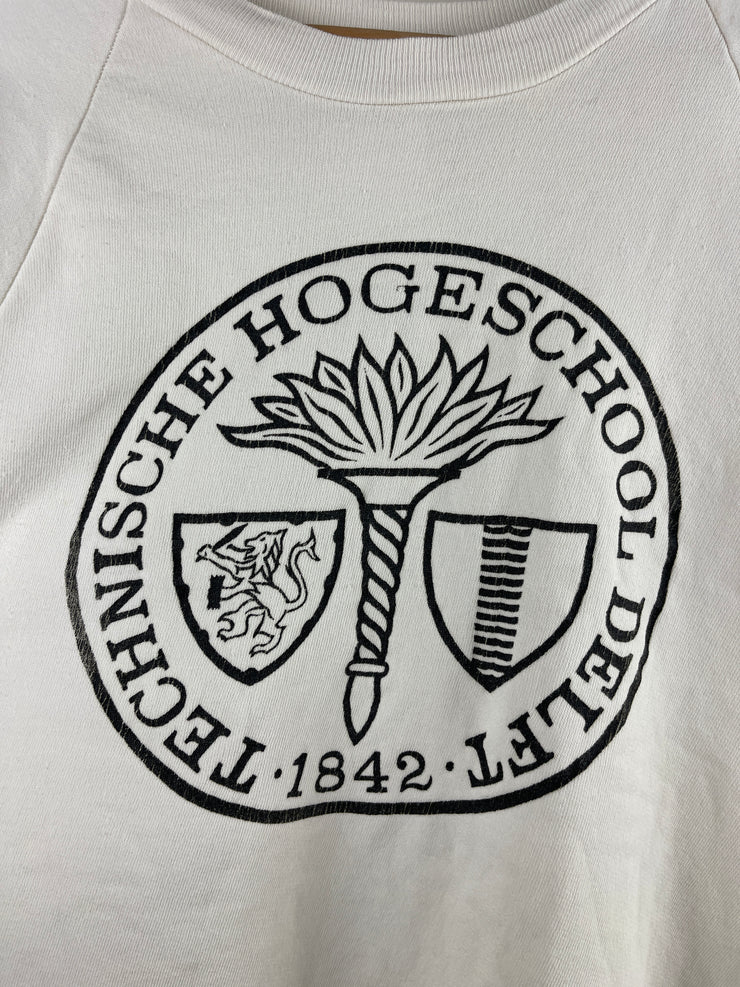 TECHNISCHE HOGESCHOOL DELFT
· 1842 ·